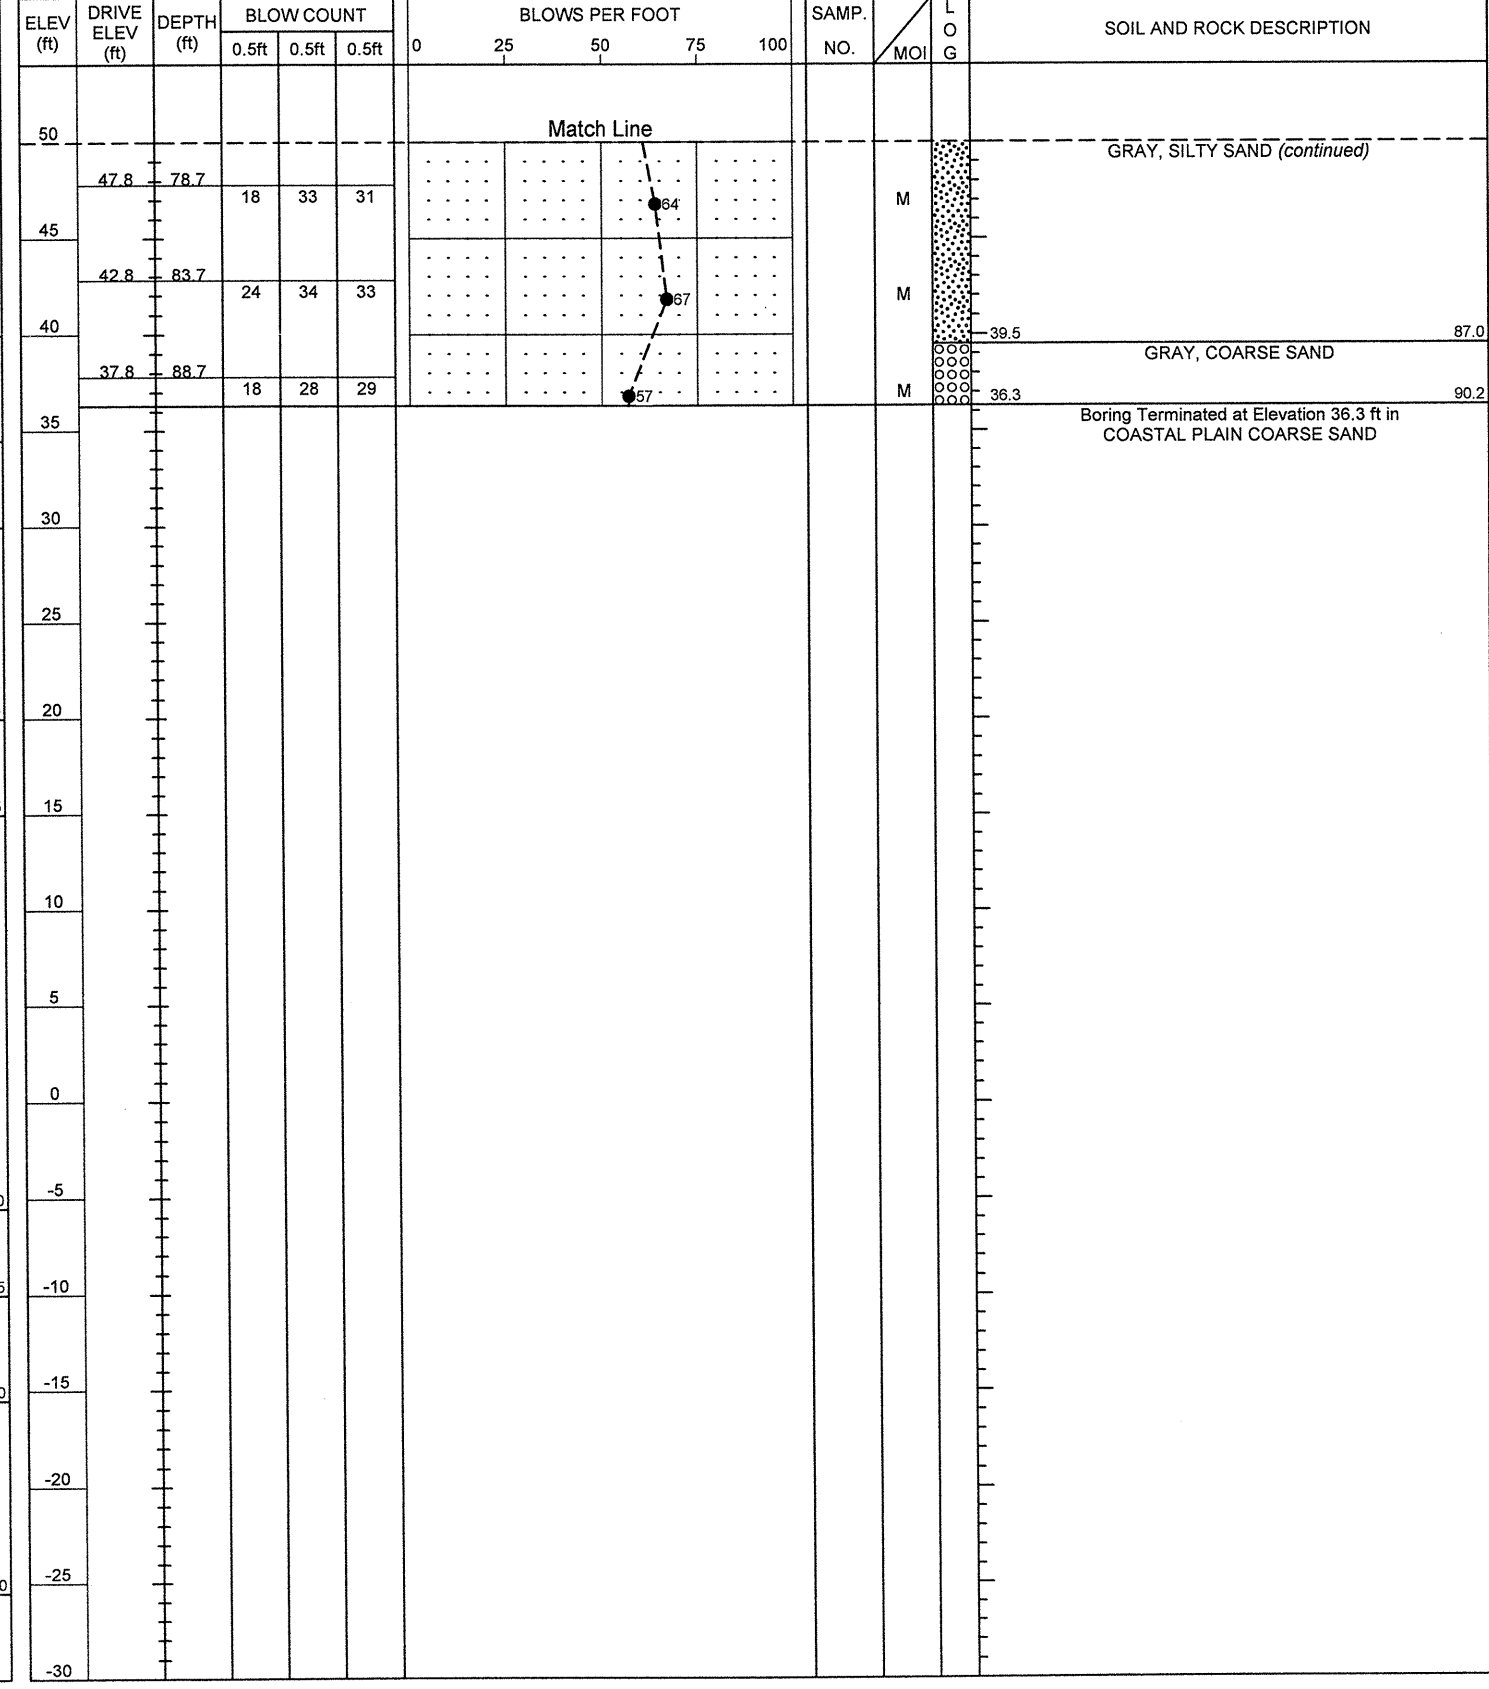 ELEV (ft) DRIVE ELEV (ft) DEPTH (ft) BLOW COUNT BLOWS PER FOOT SAMP. NO. MOI LOG SOIL AND ROCK DESCRIPTION
0.5ft 0.5ft 0.5ft 0 25 50 75 100
Match Line
50
GRAY, SILTY SAND (continued)
47.8 78.7
18 33 31 64 M
45
42.8 83.7
24 34 33 67 M
40 39.5 87.0
GRAY, COARSE SAND
37.8 88.7
18 28 29 57 M 36.3 90.2
Boring Terminated at Elevation 36.3 ft in
35 COASTAL PLAIN COARSE SAND
30
25
20
15
10
5
0
-5
-10
-15
-20
-25
-30